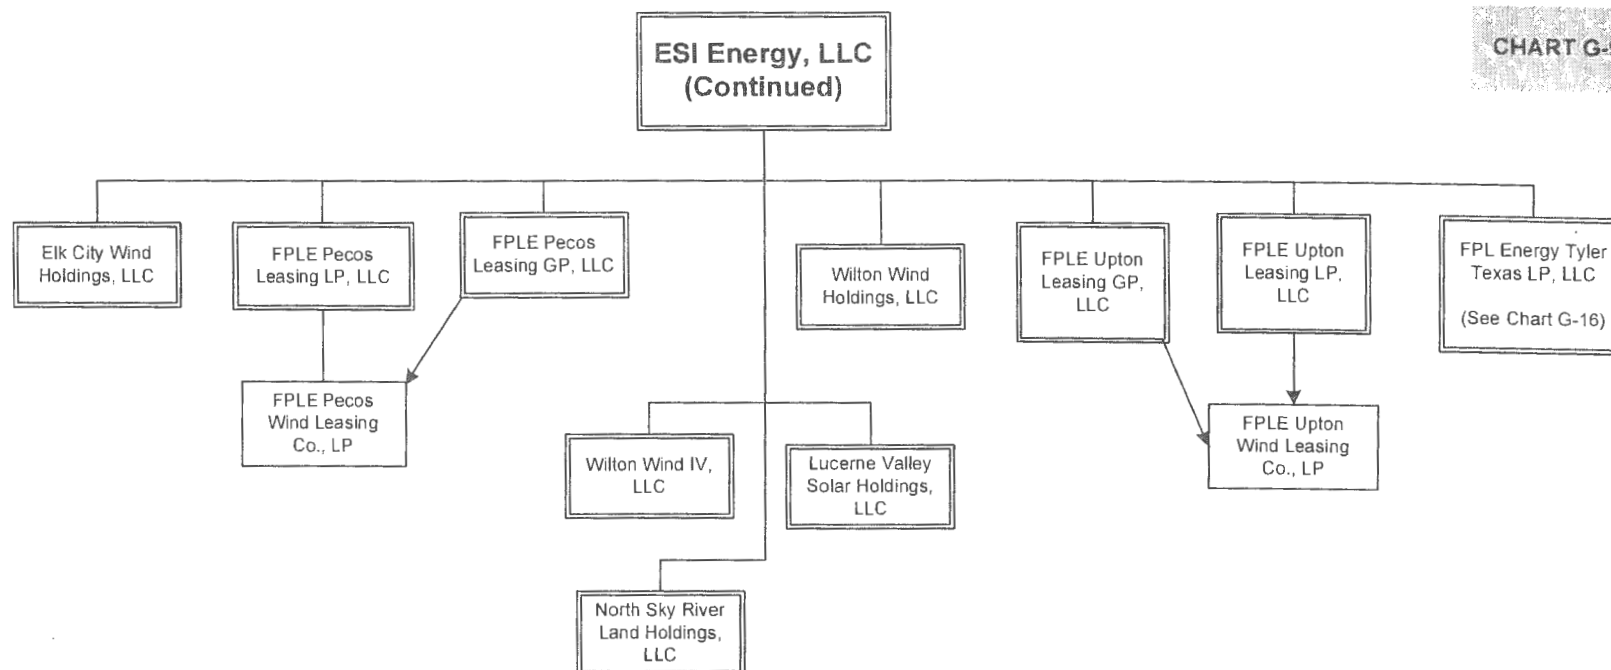 ESI Energy, LLC
(Continued)
CHART G-
Elk City Wind
Holdings, LLC
FPLE Pecos
Leasing LP, LLC
FPLE Pecos
Leasing GP, LLC
Wilton Wind
Holdings, LLC
FPLE Upton
Leasing GP,
LLC
FPLE Upton
Leasing LP,
LLC
FPL Energy Tyler
Texas LP, LLC
(See Chart G-16)
FPLE Pecos
Wind Leasing
Co., LP
FPLE Upton
Wind Leasing
Co., LP
Wilton Wind IV,
LLC
Lucerne Valley
Solar Holdings,
LLC
North Sky River
Land Holdings,
LLC